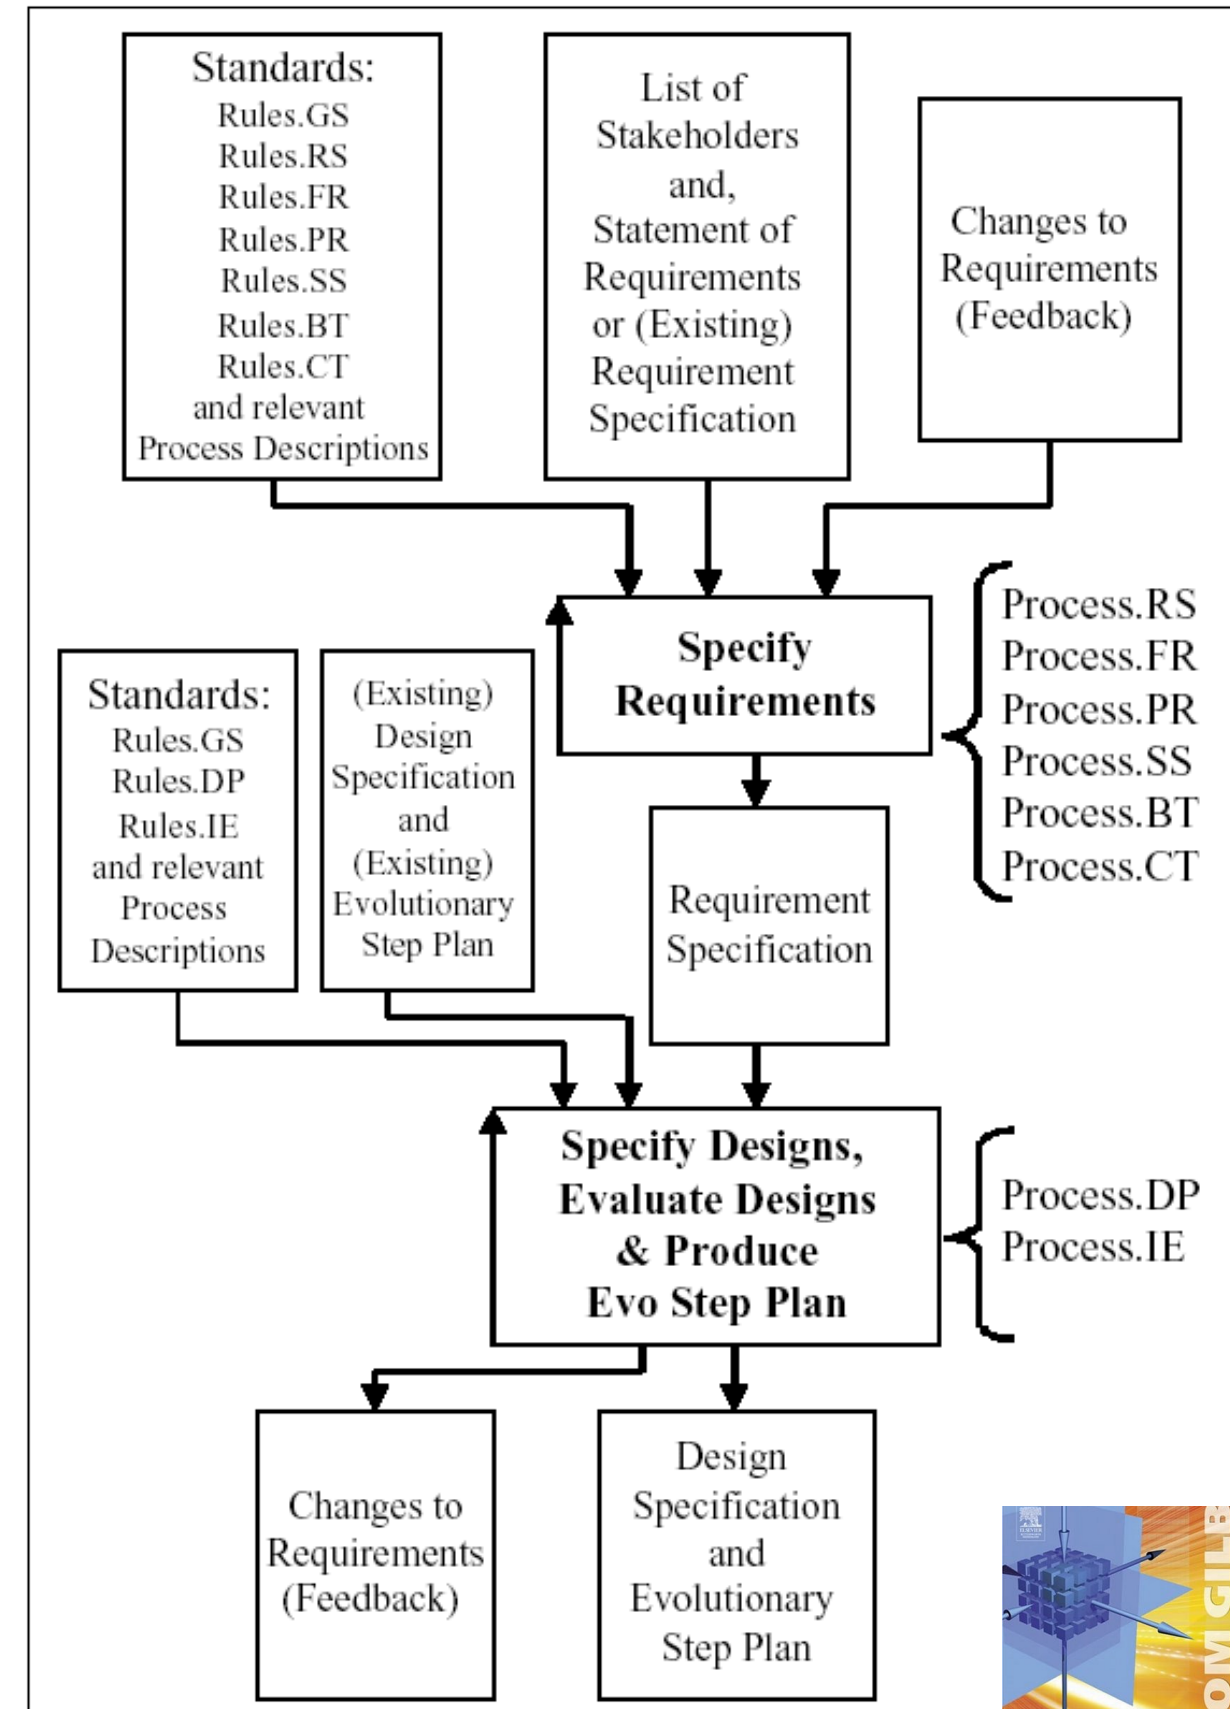 Standards:
Rules.GS
Rules.RS
Rules.FR
Rules.PR
Rules.SS
Rules.BT
Rules.CT
and relevant
Process Descriptions
List of
Stakeholders
and,
Statement of
Requirements
or (Existing)
Requirement
Specification
Changes to
Requirements
(Feedback)
Specify
Requirements
Process.RS
Process.FR
Process.PR
Process.SS
Process.BT
Process.CT
Standards:
Rules.GS
Rules.DP
Rules.IE
and relevant
Process
Descriptions
(Existing)
Design
Specification
and
(Existing)
Evolutionary
Step Plan
Requirement
Specification
Specify Designs,
Evaluate Designs
& Produce
Evo Step Plan
Process.DP
Process.IE
Changes to
Requirements
(Feedback)
Design
Specification
and
Evolutionary
Step Plan
OM GILB